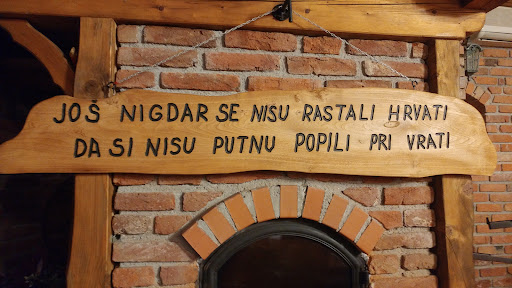 JOŠ NIGDAR SE NISU RASTALI HRVATI
DA SI NISU PUTNU POPILI PRI VRATI